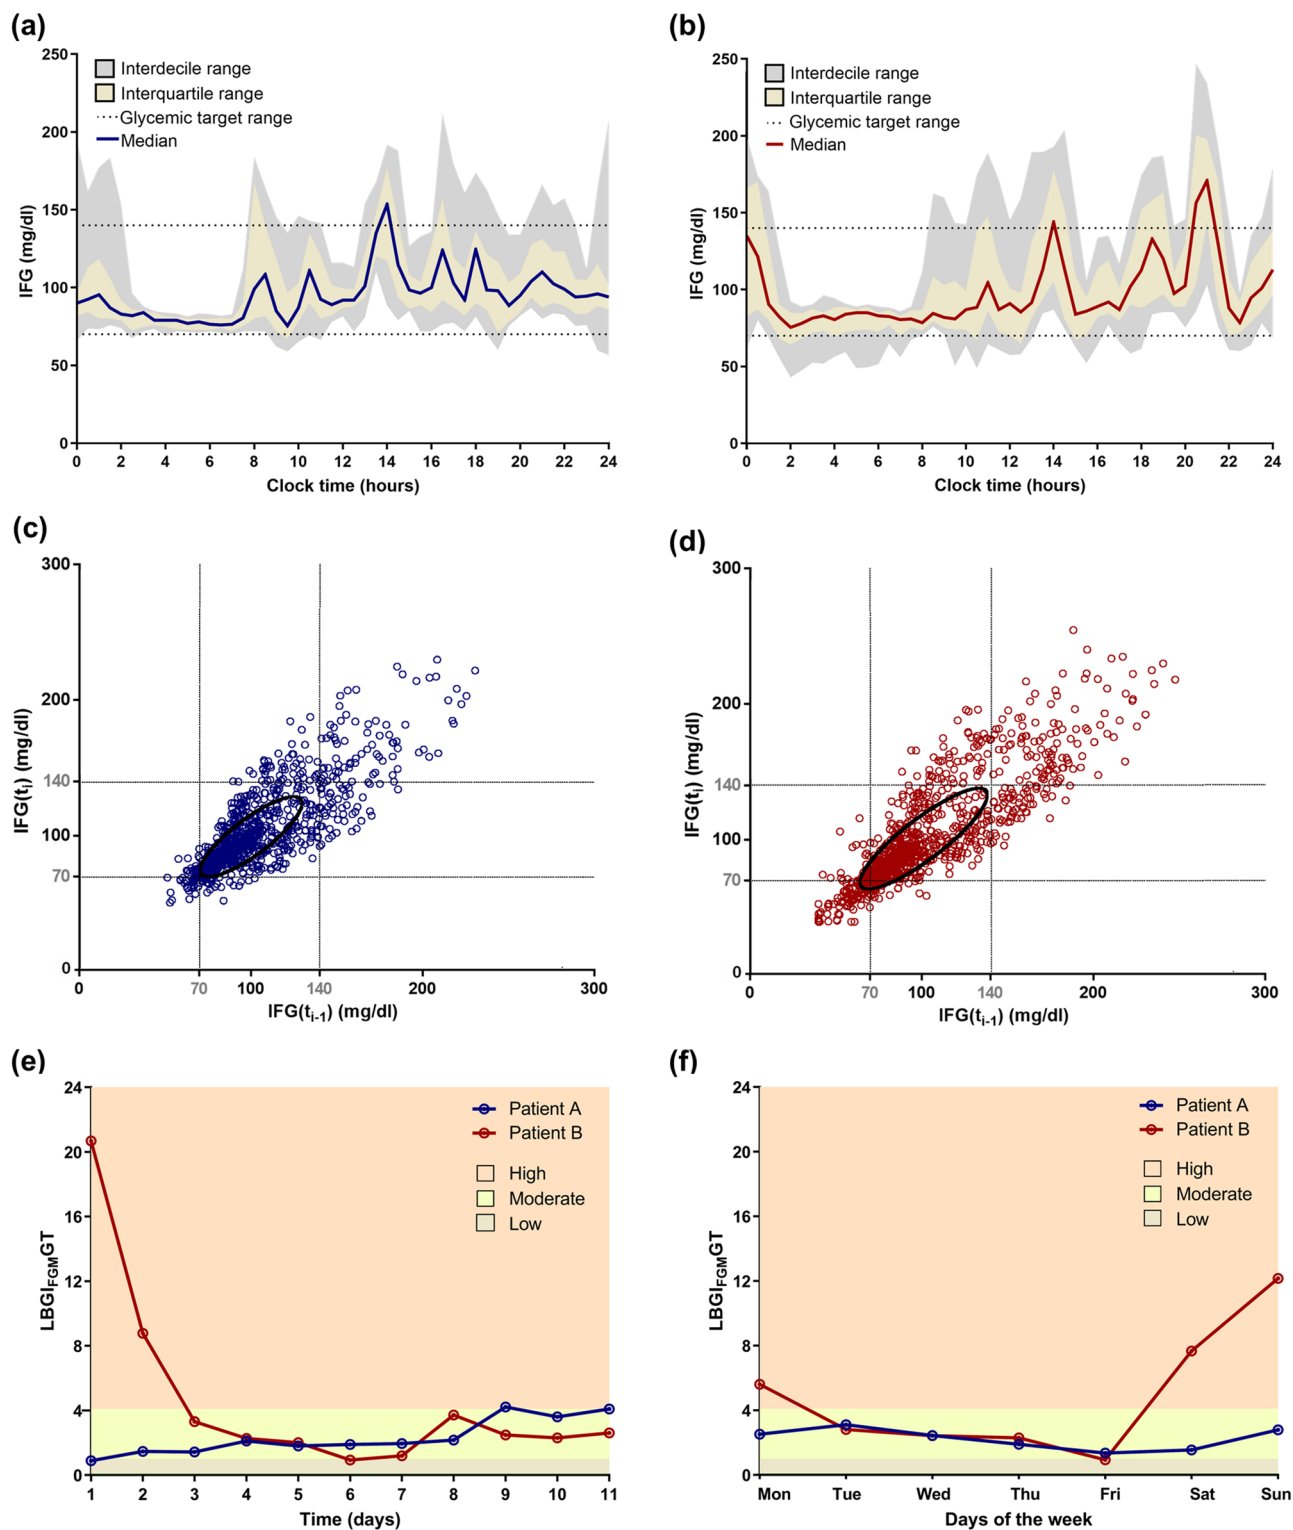 (a)
250
200
150
100
50
0
IFG (mg/dl)
Interdecile range
Interquartile range
Glycemic target range
Median
0 2 4 6 8 10 12 14 16 18 20 22 24
Clock time (hours)
(b)
250
200
150
100
50
0
IFG (mg/dl)
Interdecile range
Interquartile range
Glycemic target range
Median
0 2 4 6 8 10 12 14 16 18 20 22 24
Clock time (hours)
(c)
300
200
140
100
70
0
IFG(ti) (mg/dl)
0 70 100 140 200 300
IFG(ti-1) (mg/dl)
(d)
300
200
140
100
70
0
IFG(ti) (mg/dl)
0 70 100 140 200 300
IFG(ti-1) (mg/dl)
(e)
24
20
16
12
8
4
0
LBGIFGMGT
Patient A
Patient B
High
Moderate
Low
1 2 3 4 5 6 7 8 9 10 11
Time (days)
(f)
24
20
16
12
8
4
0
LBGIFGMGT
Patient A
Patient B
High
Moderate
Low
Mon Tue Wed Thu Fri Sat Sun
Days of the week